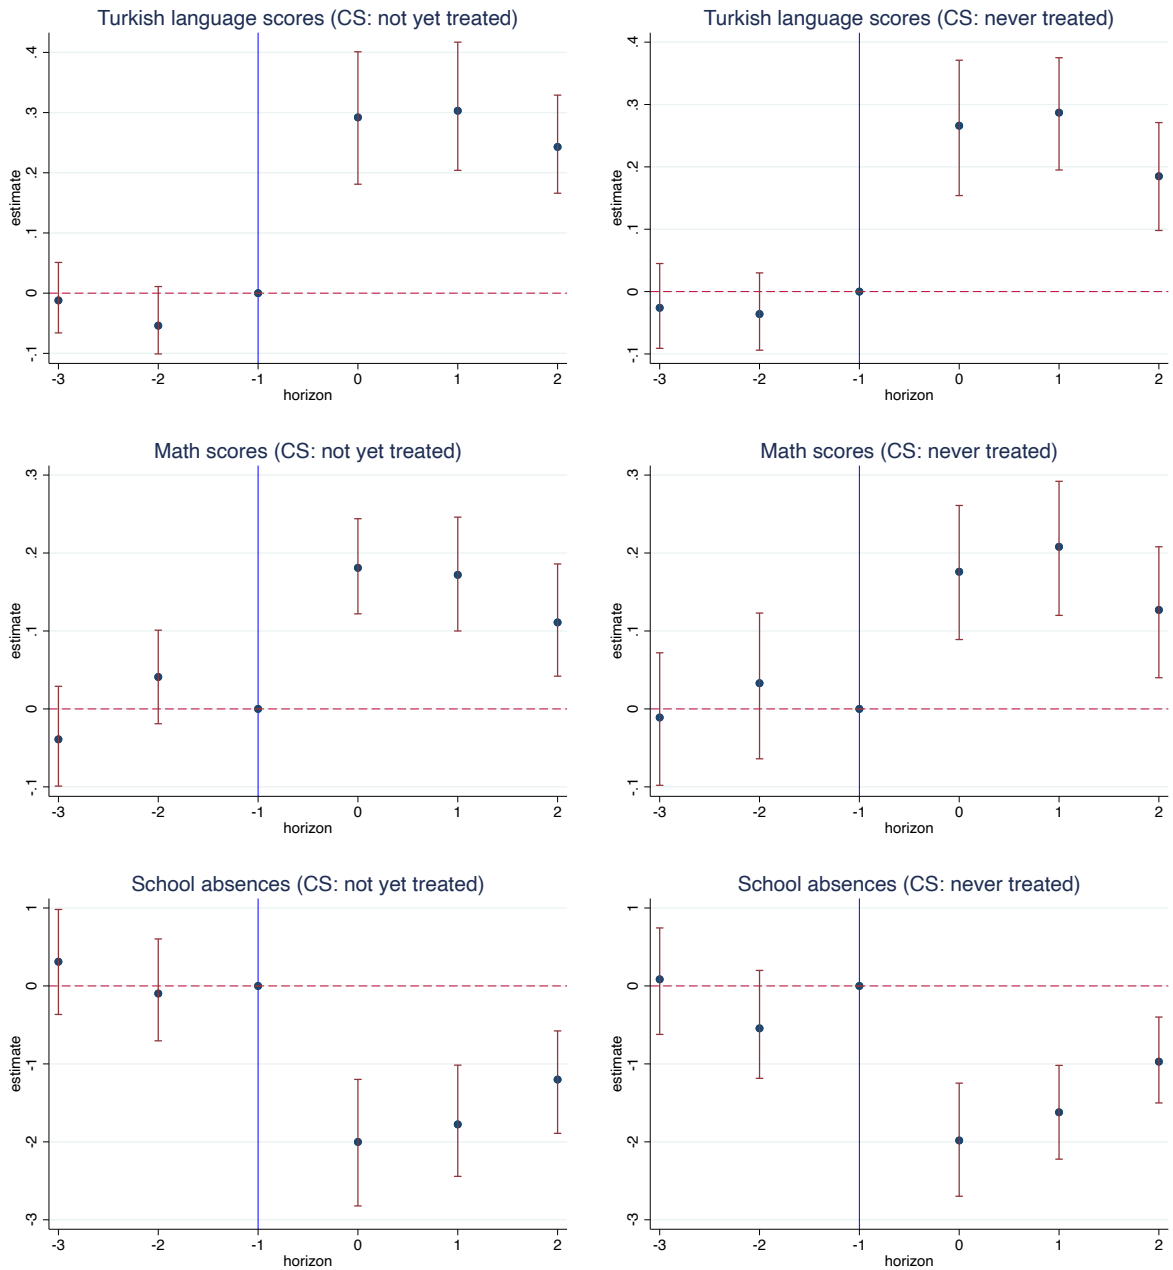 Turkish language scores (CS: not yet treated)
estimate
.4
.3
.2
.1
0
-.1
-3 -2 -1 0 1 2
horizon
Turkish language scores (CS: never treated)
estimate
.4
.3
.2
.1
0
-.1
-3 -2 -1 0 1 2
horizon
Math scores (CS: not yet treated)
estimate
.3
.2
.1
0
-.1
-3 -2 -1 0 1 2
horizon
Math scores (CS: never treated)
estimate
.3
.2
.1
0
-.1
-3 -2 -1 0 1 2
horizon
School absences (CS: not yet treated)
estimate
1
0
-1
-2
-3
-3 -2 -1 0 1 2
horizon
School absences (CS: never treated)
estimate
1
0
-1
-2
-3
-3 -2 -1 0 1 2
horizon